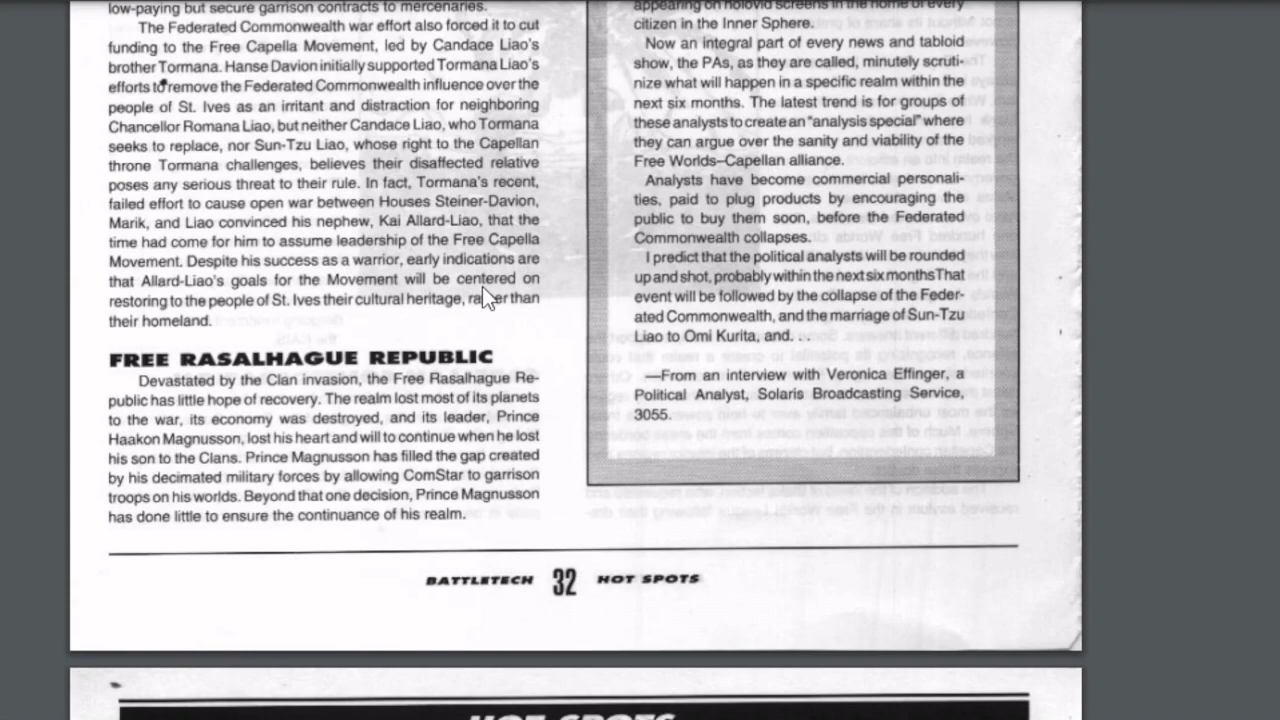 low-paying but secure garrison contracts to mercenaries.
The Federated Commonwealth war effort also forced it to cut
funding to the Free Capella Movement, led by Candace Liao's
brother Tormana. Hanse Davion initially supported Tormana Liao's
efforts to remove the Federated Commonwealth influence over the
people of St. Ives as an irritant and distraction for neighboring
Chancellor Romana Liao, but neither Candace Liao, who Tormana
seeks to replace, nor Sun-Tzu Liao, whose right to the Capellan
throne Tormana challenges, believes their disaffected relative
poses any serious threat to their rule. In fact, Tormana's recent,
failed effort to cause open war between Houses Steiner-Davion,
Marik, and Liao convinced his nephew, Kai Allard-Liao, that the
time had come for him to assume leadership of the Free Capella
Movement. Despite his success as a warrior, early indications are
that Allard-Liao's goals for the Movement will be centered on
restoring to the people of St. Ives their cultural heritage, rather than
their homeland.
FREE RASALHAGUE REPUBLIC
Devastated by the Clan invasion, the Free Rasalhague Re-
public has little hope of recovery. The realm lost most of its planets
to the war, its economy was destroyed, and its leader, Prince
Haakon Magnusson, lost his heart and will to continue when he lost
his son to the Clans. Prince Magnusson has filled the gap created
by his decimated military forces by allowing ComStar to garrison
troops on his worlds. Beyond that one decision, Prince Magnusson
has done little to ensure the continuance of his realm.
appearing on holovid screens in the home of every
citizen in the Inner Sphere.
Now an integral part of every news and tabloid
show, the PAs, as they are called, minutely scruti-
nize what will happen in a specific realm within the
next six months. The latest trend is for groups of
these analysts to create an "analysis special" where
they can argue over the sanity and viability of the
Free Worlds–Capellan alliance.
Analysts have become commercial personali-
ties, paid to plug products by encouraging the
public to buy them soon, before the Federated
Commonwealth collapses.
I predict that the political analysts will be rounded
up and shot, probably within the next six monthsThat
event will be followed by the collapse of the Feder-
ated Commonwealth, and the marriage of Sun-Tzu
Liao to Omi Kurita, and. . .
—From an interview with Veronica Effinger, a
Political Analyst, Solaris Broadcasting Service,
3055.
BATTLETECH 32 HOT SPOTS
HOT SPOTS